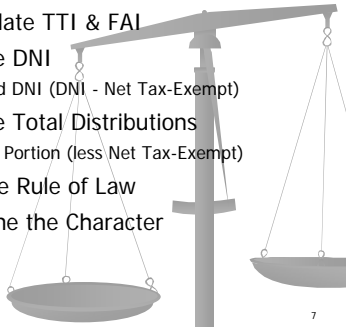 late TTI & FAI
e DNI
d DNI (DNI - Net Tax-Exempt)
e Total Distributions
Portion (less Net Tax-Exempt)
e Rule of Law
ne the Character
7